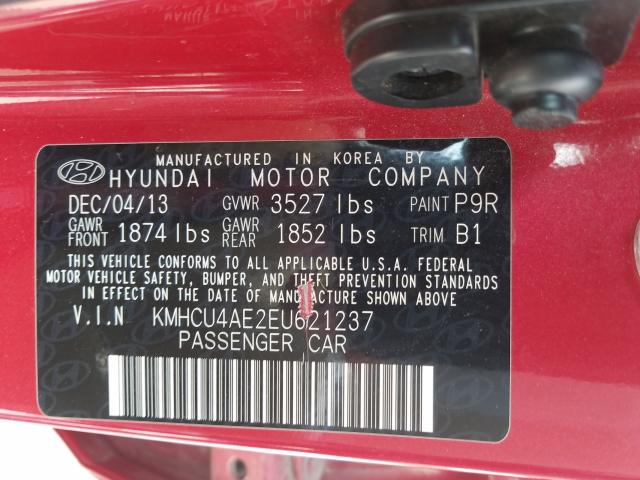 MANUFACTURED IN KOREA BY
HYUNDAI MOTOR COMPANY
DEC/04/13 GVWR 3527 lbs PAINT P9R
GAWR FRONT 1874 lbs GAWR REAR 1852 lbs TRIM B1
THIS VEHICLE CONFORMS TO ALL APPLICABLE U.S.A. FEDERAL
MOTOR VEHICLE SAFETY, BUMPER, AND THEFT PREVENTION STANDARDS
IN EFFECT ON THE DATE OF MANUFACTURE SHOWN ABOVE
V.I.N KMHCU4AE2EU621237
PASSENGER CAR